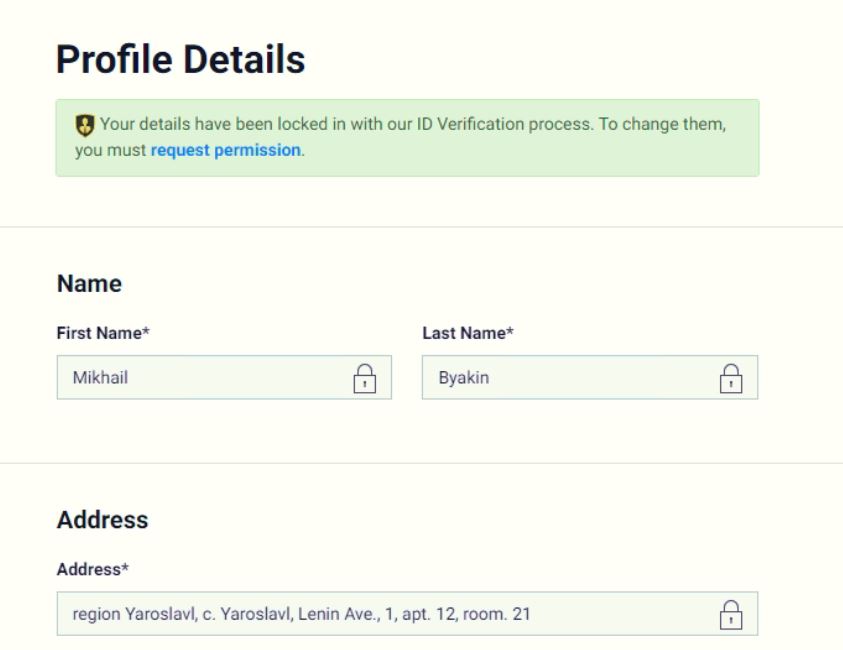 Profile Details
Your details have been locked in with our ID Verification process. To change them,
you must request permission.
Name
First Name* Last Name*
Mikhail Byakin
Address
Address*
region Yaroslavl, c. Yaroslavl, Lenin Ave., 1, apt. 12, room. 21